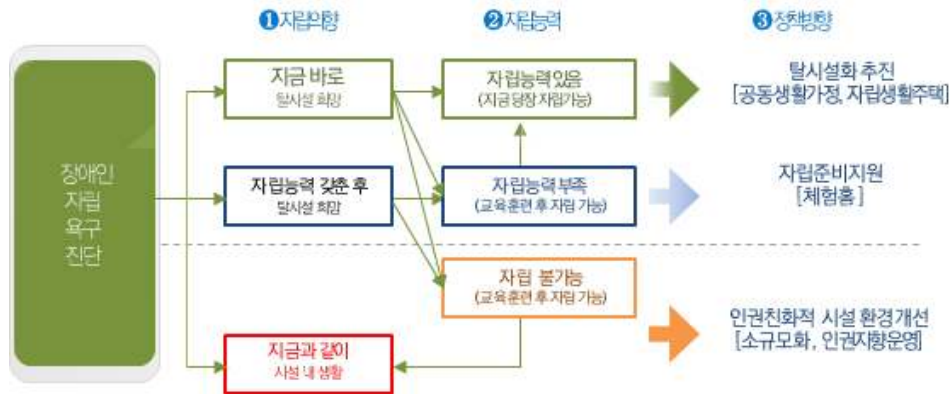 ❶자립의향
❷자립능력
❸정책방향
장애인
자립
욕구
진단
지금 바로
탈시설 희망
자립능력있음
(지금 당장 자립가능)
탈시설화 추진
[공동생활가정, 자립생활주택]
자립능력 갖춘 후
탈시설 희망
자립능력 부족
(교육 훈련 후 자립 가능)
자립준비지원
[체험홈]
자립 불가능
(교육 훈련 후 자립 가능)
지금과 같이
시설 내 생활
인권친화적 시설 환경 개선
[소규모화, 인권지향운영]